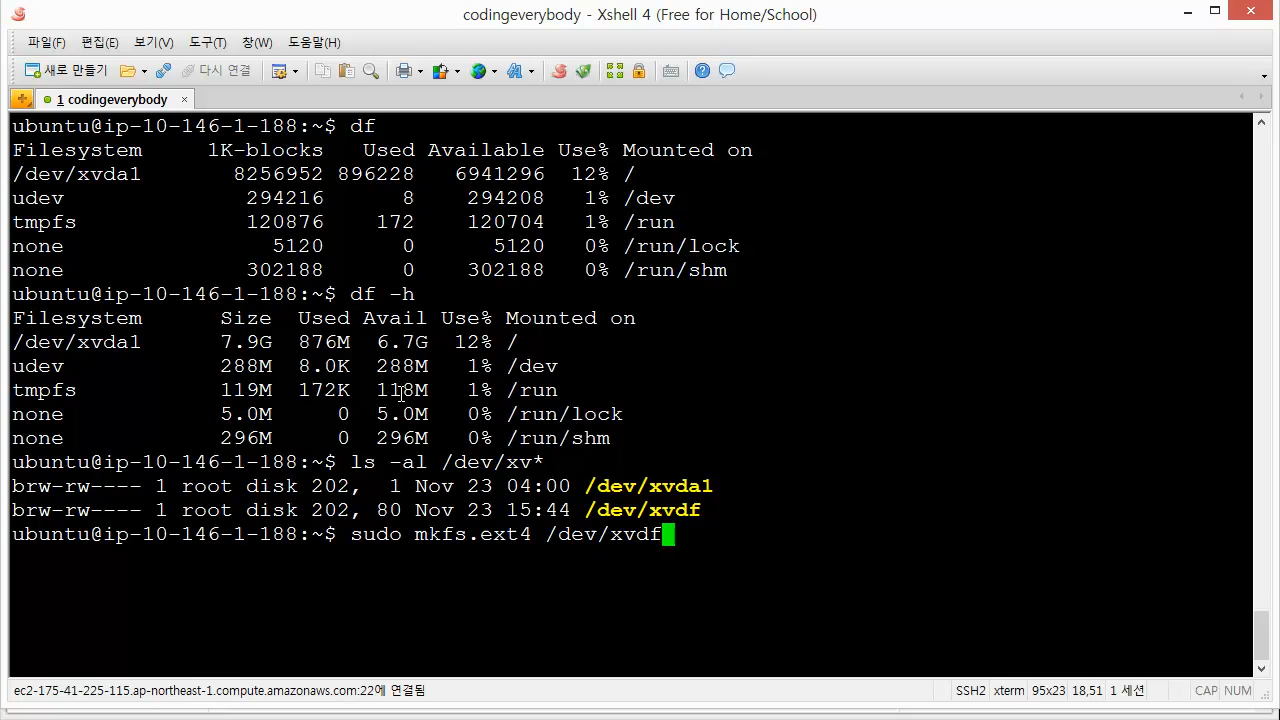 codingeverybody - Xshell 4 (Free for Home/School)
파일(F) 편집(E) 보기(V) 도구(T) 창(W) 도움말(H)
새로 만들기 다시 연결
1 codingeverybody
ubuntu@ip-10-146-1-188:~$ df
Filesystem 1K-blocks Used Available Use% Mounted on
/dev/xvda1 8256952 896228 6941296 12% /
udev 294216 8 294208 1% /dev
tmpfs 120876 172 120704 1% /run
none 5120 0 5120 0% /run/lock
none 302188 0 302188 0% /run/shm
ubuntu@ip-10-146-1-188:~$ df -h
Filesystem Size Used Avail Use% Mounted on
/dev/xvda1 7.9G 876M 6.7G 12% /
udev 288M 8.0K 288M 1% /dev
tmpfs 119M 172K 118M 1% /run
none 5.0M 0 5.0M 0% /run/lock
none 296M 0 296M 0% /run/shm
ubuntu@ip-10-146-1-188:~$ ls -al /dev/xv*
brw-rw---- 1 root disk 202, 1 Nov 23 04:00 /dev/xvda1
brw-rw---- 1 root disk 202, 80 Nov 23 15:44 /dev/xvdf
ubuntu@ip-10-146-1-188:~$ sudo mkfs.ext4 /dev/xvdf
ec2-175-41-225-115.ap-northeast-1.compute.amazonaws.com:22에 연결됨 SSH2 xterm 95x23 18,51 1 세션 CAP NUM